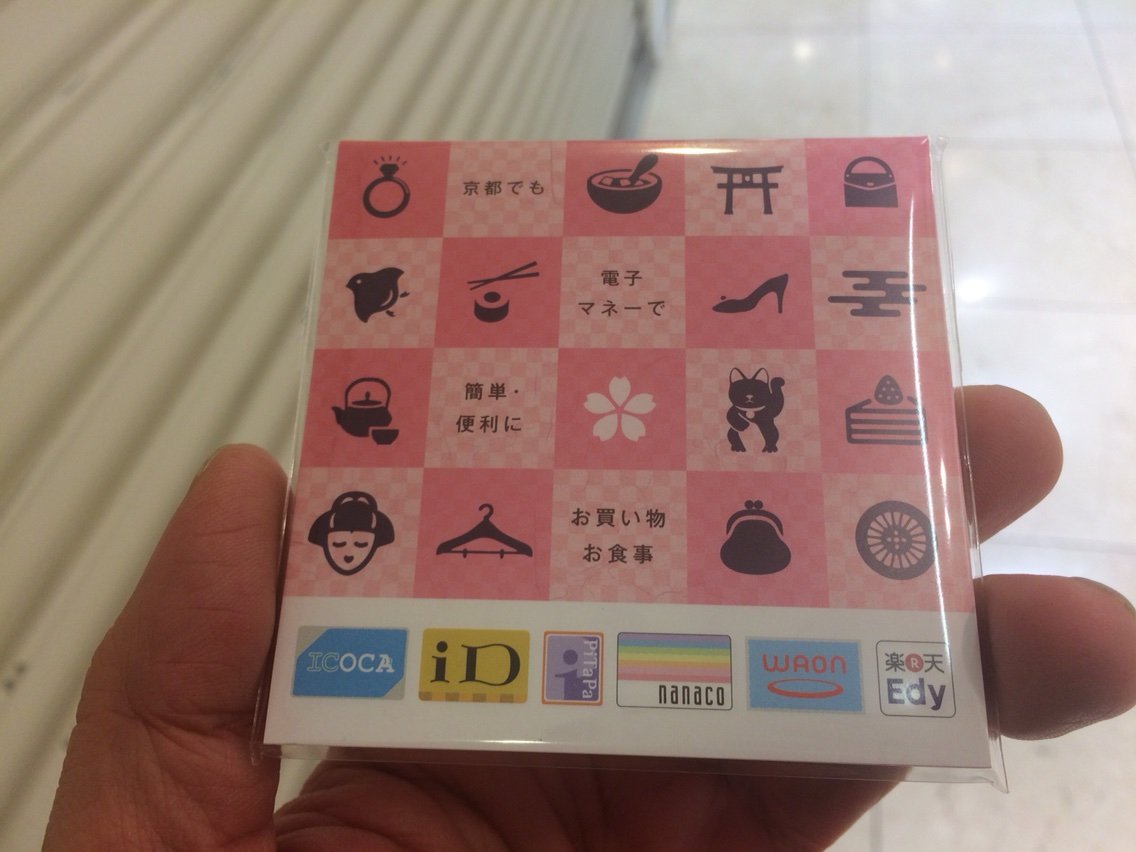 京都でも
電子
マネーで
簡単・
便利に
お買い物
お食事
ICOCA
iD
PiTaPa
nanaco
WAON
楽R天
Edy